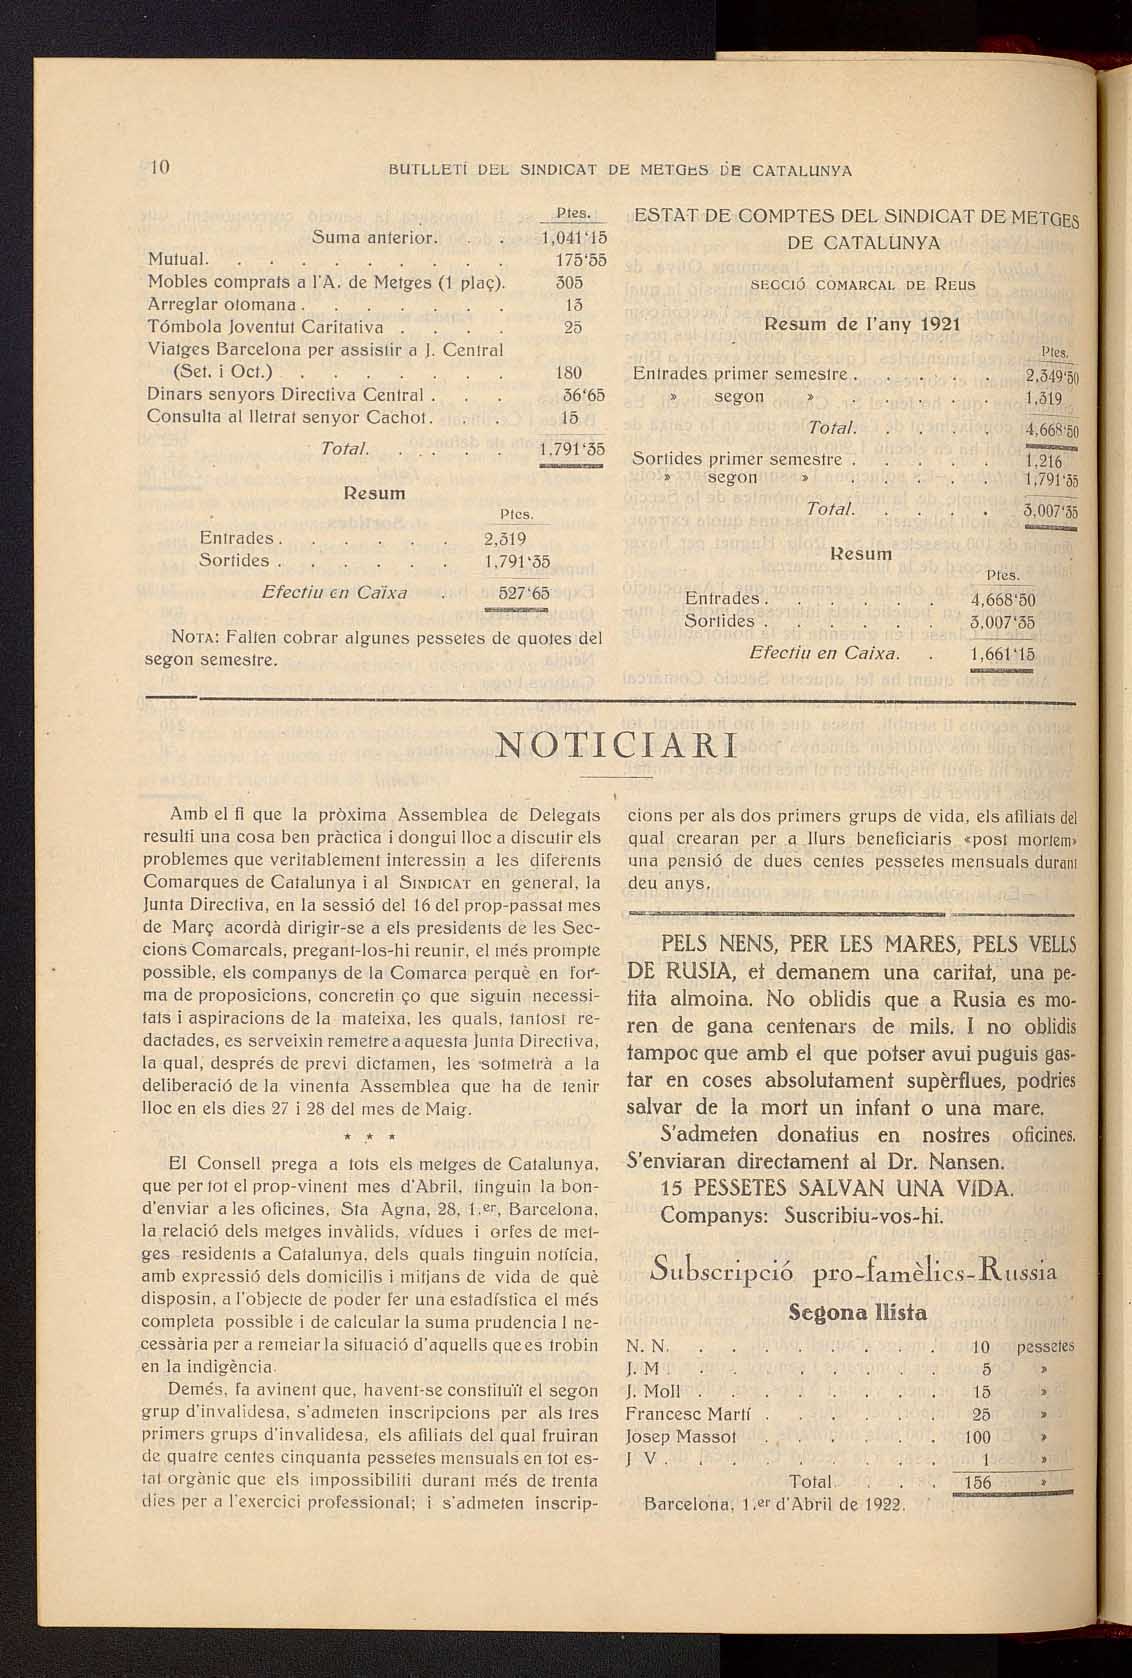 10
BUTLLETÍ DEL SINDICAT DE METGES DE CATALUNYA
Ptes.
Suma anterior. . . 1,041'15
Mutual. . . . . . . . . . 175'55
Mobles comprats a l'A. de Metges (1 plaç). 305
Arreglar otomana . . . . . . . 13
Tómbola Joventut Caritativa . . . . 25
Viatges Barcelona per assistir a J. Central
(Set. i Oct.) . . . . . . . 180
Dinars senyors Directiva Central . . . 36'65
Consulta al lletrat senyor Cachot. . . 15
Total. . . . . . 1,791'35
Resum
Ptes.
Entrades. . . . . . 2,319
Sortides . . . . . . 1,791'35
Efectiu en Caixa . 527'65
NOTA: Falten cobrar algunes pessetes de quotes del
segon semestre.
ESTAT DE COMPTES DEL SINDICAT DE METGES
DE CATALUNYA
SECCIÓ COMARCAL DE REUS
Resum de l'any 1921
Ptes.
Entrades primer semestre . . . . . 2,349'50
» segon » . . . . . 1,319
Total. . . . . 4,668'50
Sortides primer semestre . . . . . 1,216
» segon » . . . . . 1,791'35
Total. . . . . 3,007'35
Resum
Ptes.
Entrades. . . . . . 4,668'50
Sortides . . . . . . 3,007'35
Efectiu en Caixa. . 1,661'15
NOTICIARI
Amb el fi que la pròxima Assemblea de Delegats
resulti una cosa ben pràctica i dongui lloc a discutir els
problemes que veritablement interessin a les diferents
Comarques de Catalunya i al SINDICAT en general, la
Junta Directiva, en la sessió del 16 del prop-passat mes
de Març acordà dirigir-se a els presidents de les Sec-
cions Comarcals, pregant-los-hi reunir, el més prompte
possible, els companys de la Comarca perquè en for-
ma de proposicions, concretin ço que siguin necessi-
tats i aspiracions de la mateixa, les quals, tantost re-
dactades, es serveixin remetre a aquesta Junta Directiva,
la qual, després de previ dictamen, les sotmetrà a la
deliberació de la vinenta Assemblea que ha de tenir
lloc en els dies 27 i 28 del mes de Maig.
* * *
El Consell prega a tots els metges de Catalunya,
que per tot el prop-vinent mes d'Abril, tinguin la bon-
d'enviar a les oficines, Sta Agna, 28, 1.er, Barcelona,
la relació dels metges invàlids, vídues i orfes de met-
ges residents a Catalunya, dels quals tinguin notícia,
amb expressió dels domicilis i mitjans de vida de què
disposin, a l'objecte de poder fer una estadística el més
completa possible i de calcular la suma prudencial ne-
cessària per a remeiar la situació d'aquells que es trobin
en la indigència.
Demés, fa avinent que, havent-se constituït el segon
grup d'invalidesa, s'admeten inscripcions per als tres
primers grups d'invalidesa, els afiliats del qual fruiran
de quatre centes cinquanta pessetes mensuals en tot es-
tat orgànic que els impossibiliti durant més de trenta
dies per a l'exercici professional; i s'admeten inscrip-
cions per als dos primers grups de vida, els afiliats del
qual crearan per a llurs beneficiaris «post mortem»
una pensió de dues centes pessetes mensuals durant
deu anys.
PELS NENS, PER LES MARES, PELS VELLS
DE RUSIA, et demanem una caritat, una pe-
tita almoina. No oblidis que a Rusia es mo-
ren de gana centenars de mils. I no oblidis
tampoc que amb el que potser avui puguis gas-
tar en coses absolutament supèrflues, podries
salvar de la mort un infant o una mare.
S'admeten donatius en nostres oficines.
S'enviaran directament al Dr. Nansen.
15 PESSETES SALVAN UNA VIDA.
Companys: Suscribiu-vos-hi.
Subscripció pro-famèlics-Russia
Segona llista
N. N. . . . . . . . . 10 pessetes
J. M . . . . . . . . . 5 »
J. Moll . . . . . . . . 15 »
Francesc Martí . . . . . . 25 »
Josep Massot . . . . . . 100 »
J V . . . . . . . . . 1 »
Total . . . . 156 »
Barcelona, 1.er d'Abril de 1922.